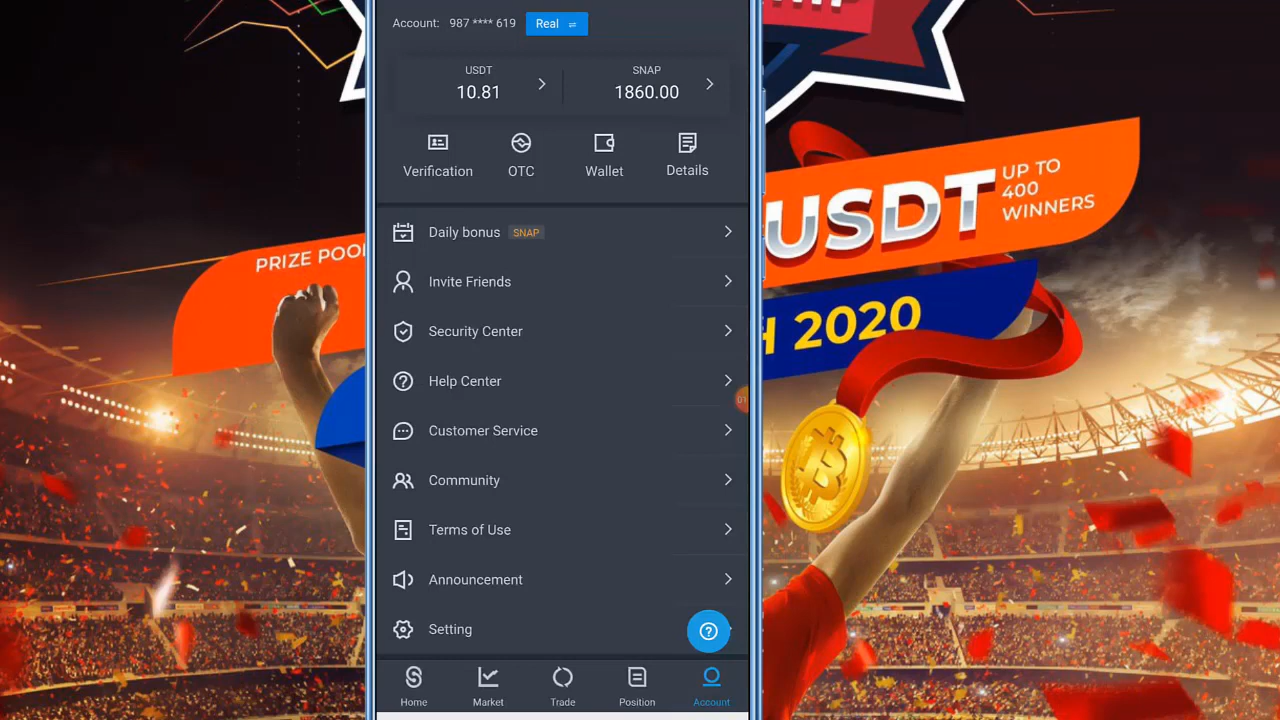 Account: 987 **** 619 Real
USDT
10.81
SNAP
1860.00
Verification
OTC
Wallet
Details
Daily bonus SNAP
Invite Friends
Security Center
Help Center
Customer Service
Community
Terms of Use
Announcement
Setting
Home
Market
Trade
Position
Account
PRIZE POOL
USDT
UP TO
400
WINNERS
2020